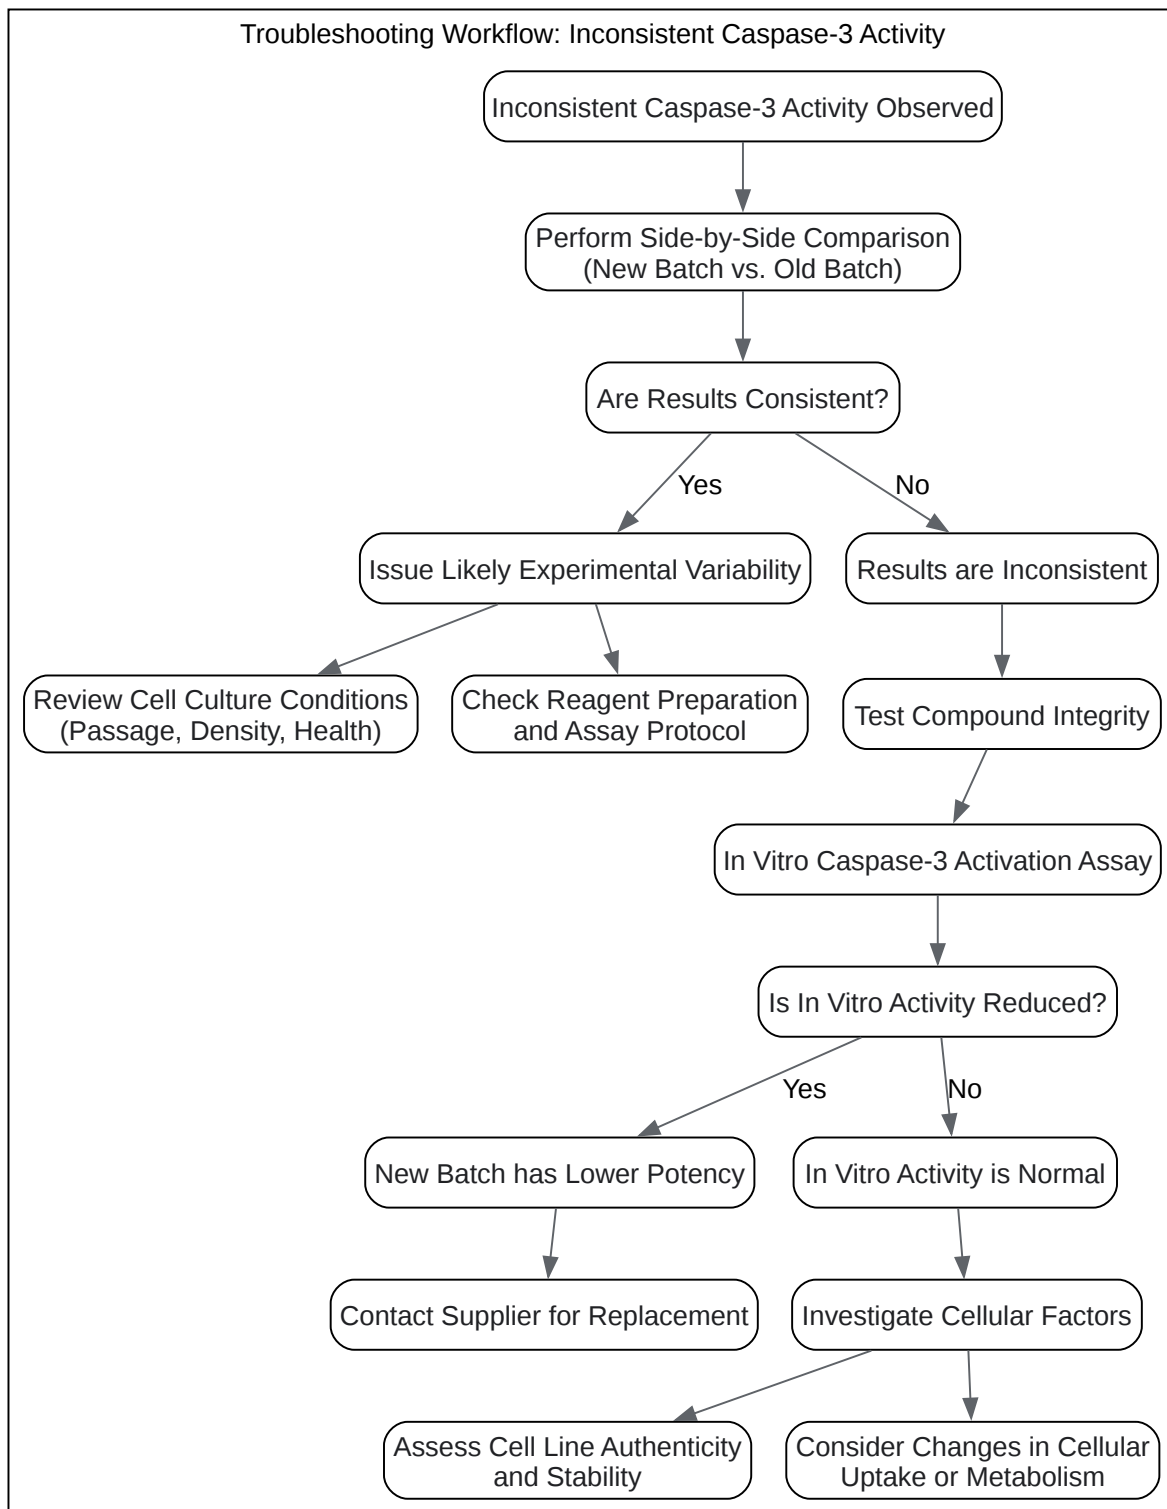 Troubleshooting Workflow: Inconsistent Caspase-3 Activity
Inconsistent Caspase-3 Activity Observed
Perform Side-by-Side Comparison
(New Batch vs. Old Batch)
Are Results Consistent?
Yes
No
Issue Likely Experimental Variability
Results are Inconsistent
Review Cell Culture Conditions
(Passage, Density, Health)
Check Reagent Preparation
and Assay Protocol
Test Compound Integrity
In Vitro Caspase-3 Activation Assay
Is In Vitro Activity Reduced?
Yes
No
New Batch has Lower Potency
In Vitro Activity is Normal
Contact Supplier for Replacement
Investigate Cellular Factors
Assess Cell Line Authenticity
and Stability
Consider Changes in Cellular
Uptake or Metabolism